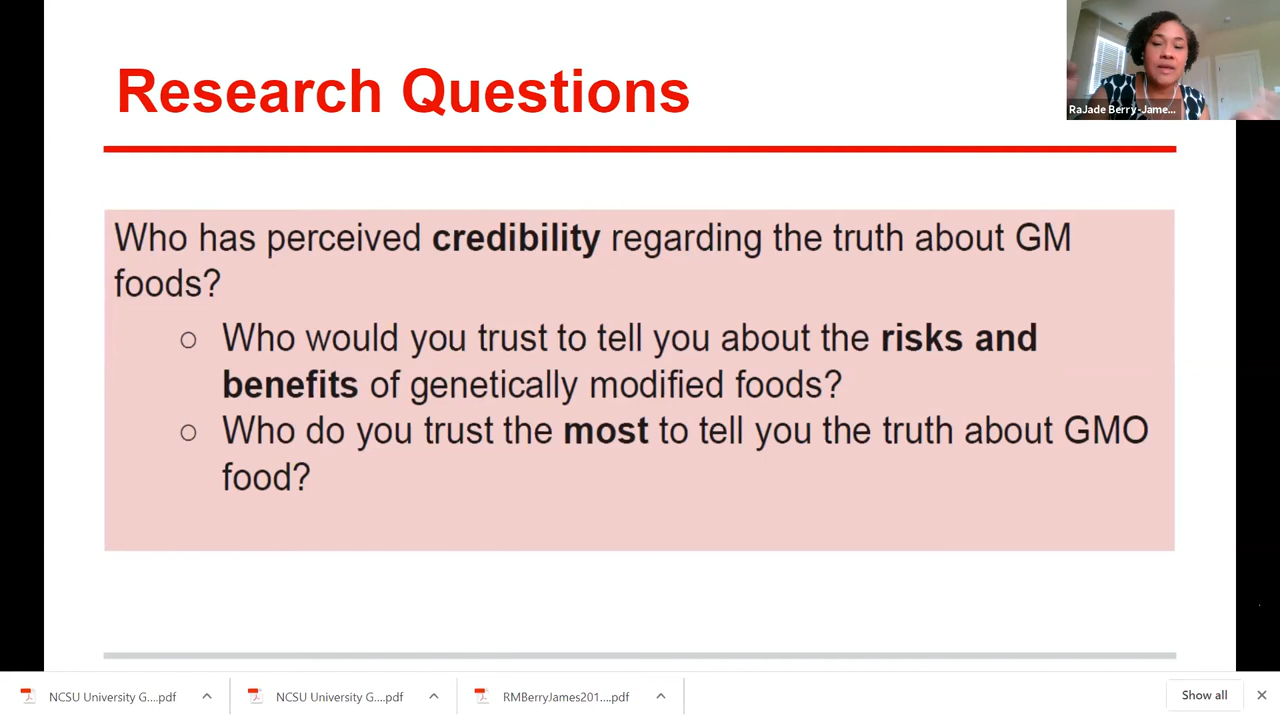 Research Questions
RaJade Berry-Jame...
Who has perceived credibility regarding the truth about GM
foods?
○ Who would you trust to tell you about the risks and
benefits of genetically modified foods?
○ Who do you trust the most to tell you the truth about GMO
food?
NCSU University G....pdf
NCSU University G....pdf
RMBerryJames201....pdf
Show all